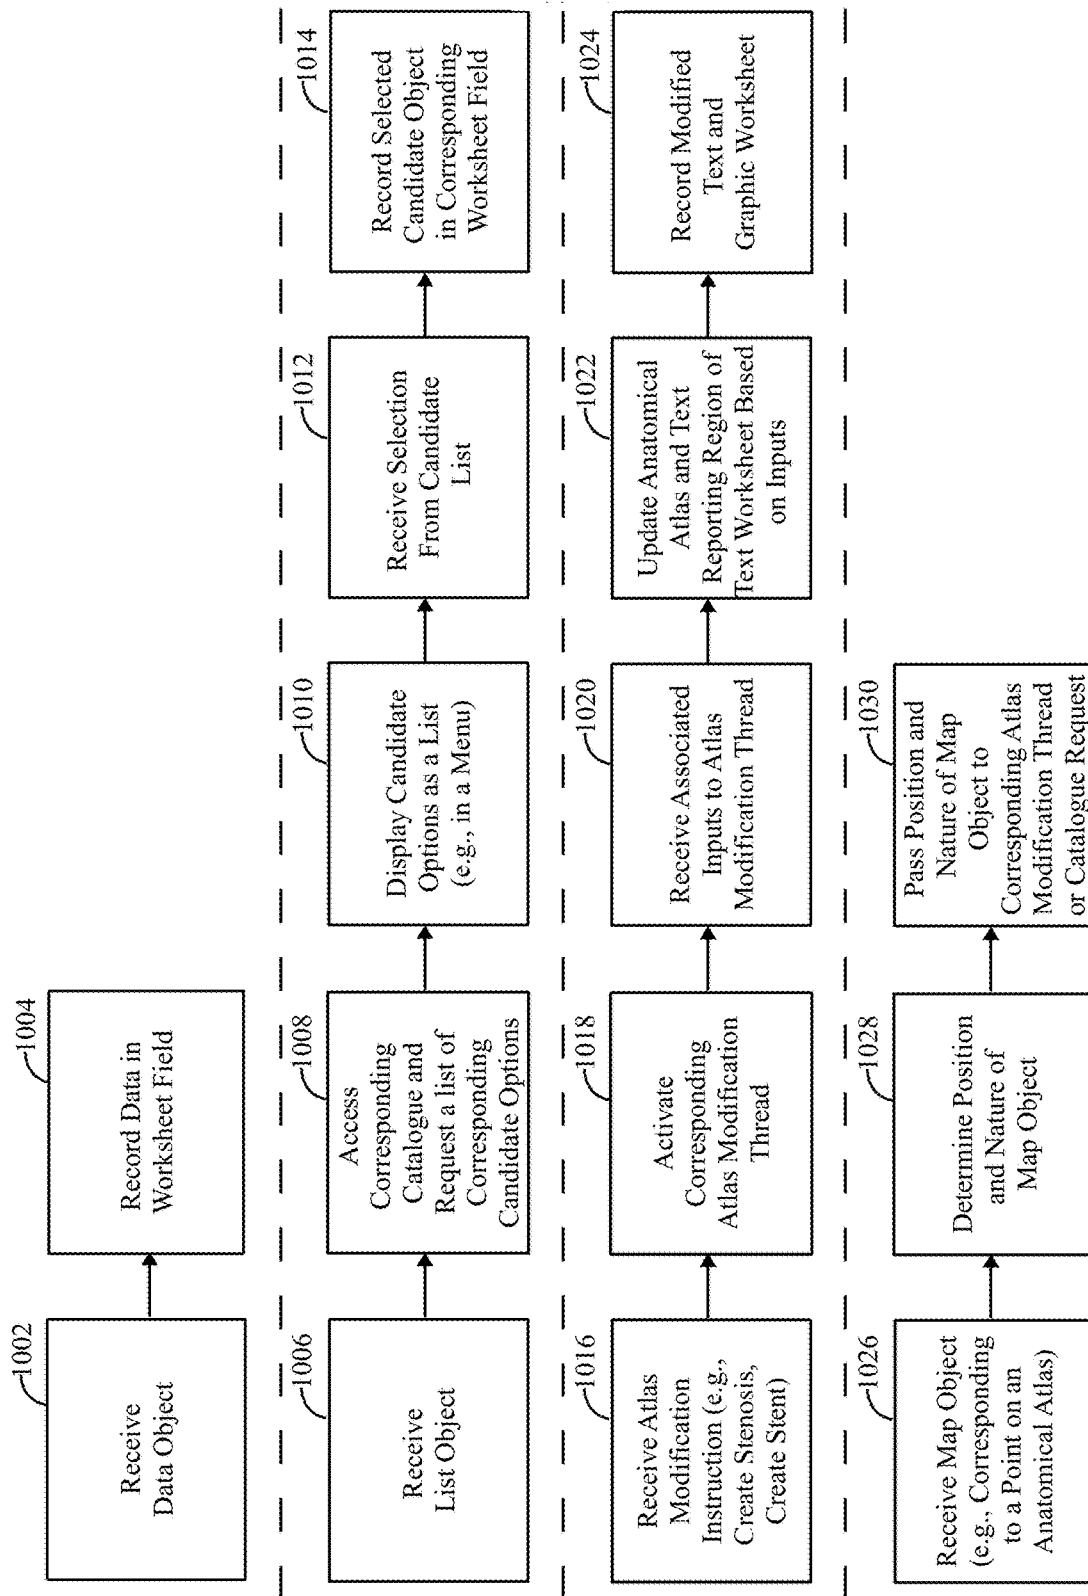 1002
Receive
Data Object
1004
Record Data in
Worksheet Field
1006
Receive
List Object
1008
Access
Corresponding
Catalogue and
Request a list of
Corresponding
Candidate Options
1010
Display Candidate
Options as a List
(e.g., in a Menu)
1012
Receive Selection
From Candidate
List
1014
Record Selected
Candidate Object
in Corresponding
Worksheet Field
1016
Receive Atlas
Modification
Instruction (e.g.,
Create Stenosis,
Create Stent)
1018
Activate
Corresponding
Atlas Modification
Thread
1020
Receive Associated
Inputs to Atlas
Modification Thread
1022
Update Anatomical
Atlas and Text
Reporting Region of
Text Worksheet Based
on Inputs
1024
Record Modified
Text and
Graphic Worksheet
1026
Receive Map Object
(e.g., Corresponding
to a Point on an
Anatomical Atlas)
1028
Determine Position
and Nature of
Map Object
1030
Pass Position and
Nature of Map
Object to
Corresponding Atlas
Modification Thread
or Catalogue Request